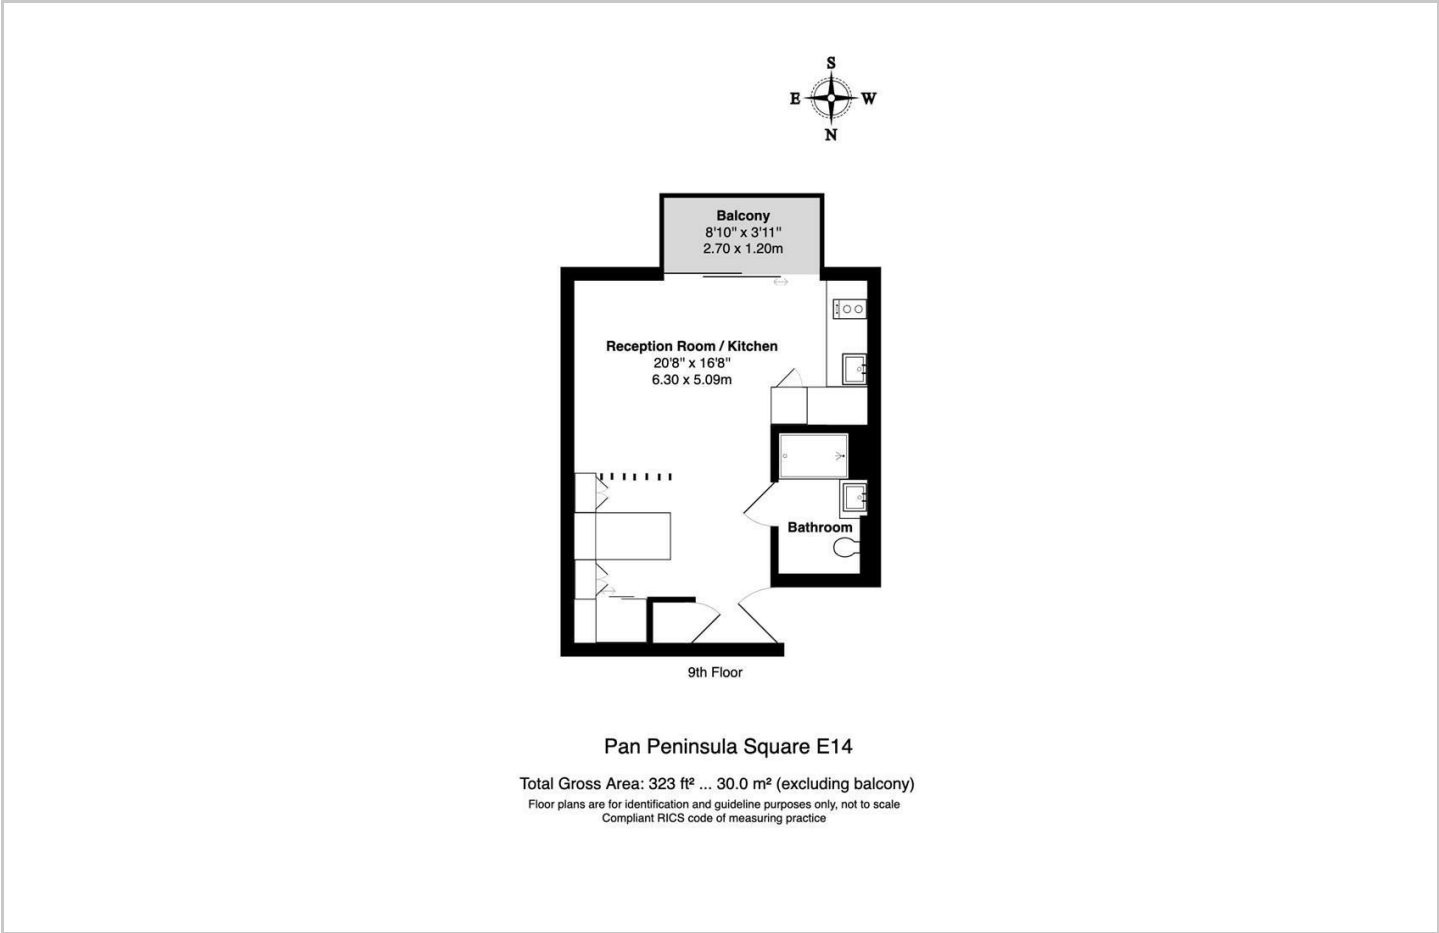 S
E W
N
Balcony
8'10" x 3'11"
2.70 x 1.20m
Reception Room / Kitchen
20'8" x 16'8"
6.30 x 5.09m
Bathroom
9th Floor
Pan Peninsula Square E14
Total Gross Area: 323 ft² ... 30.0 m² (excluding balcony)
Floor plans are for identification and guideline purposes only, not to scale
Compliant RICS code of measuring practice